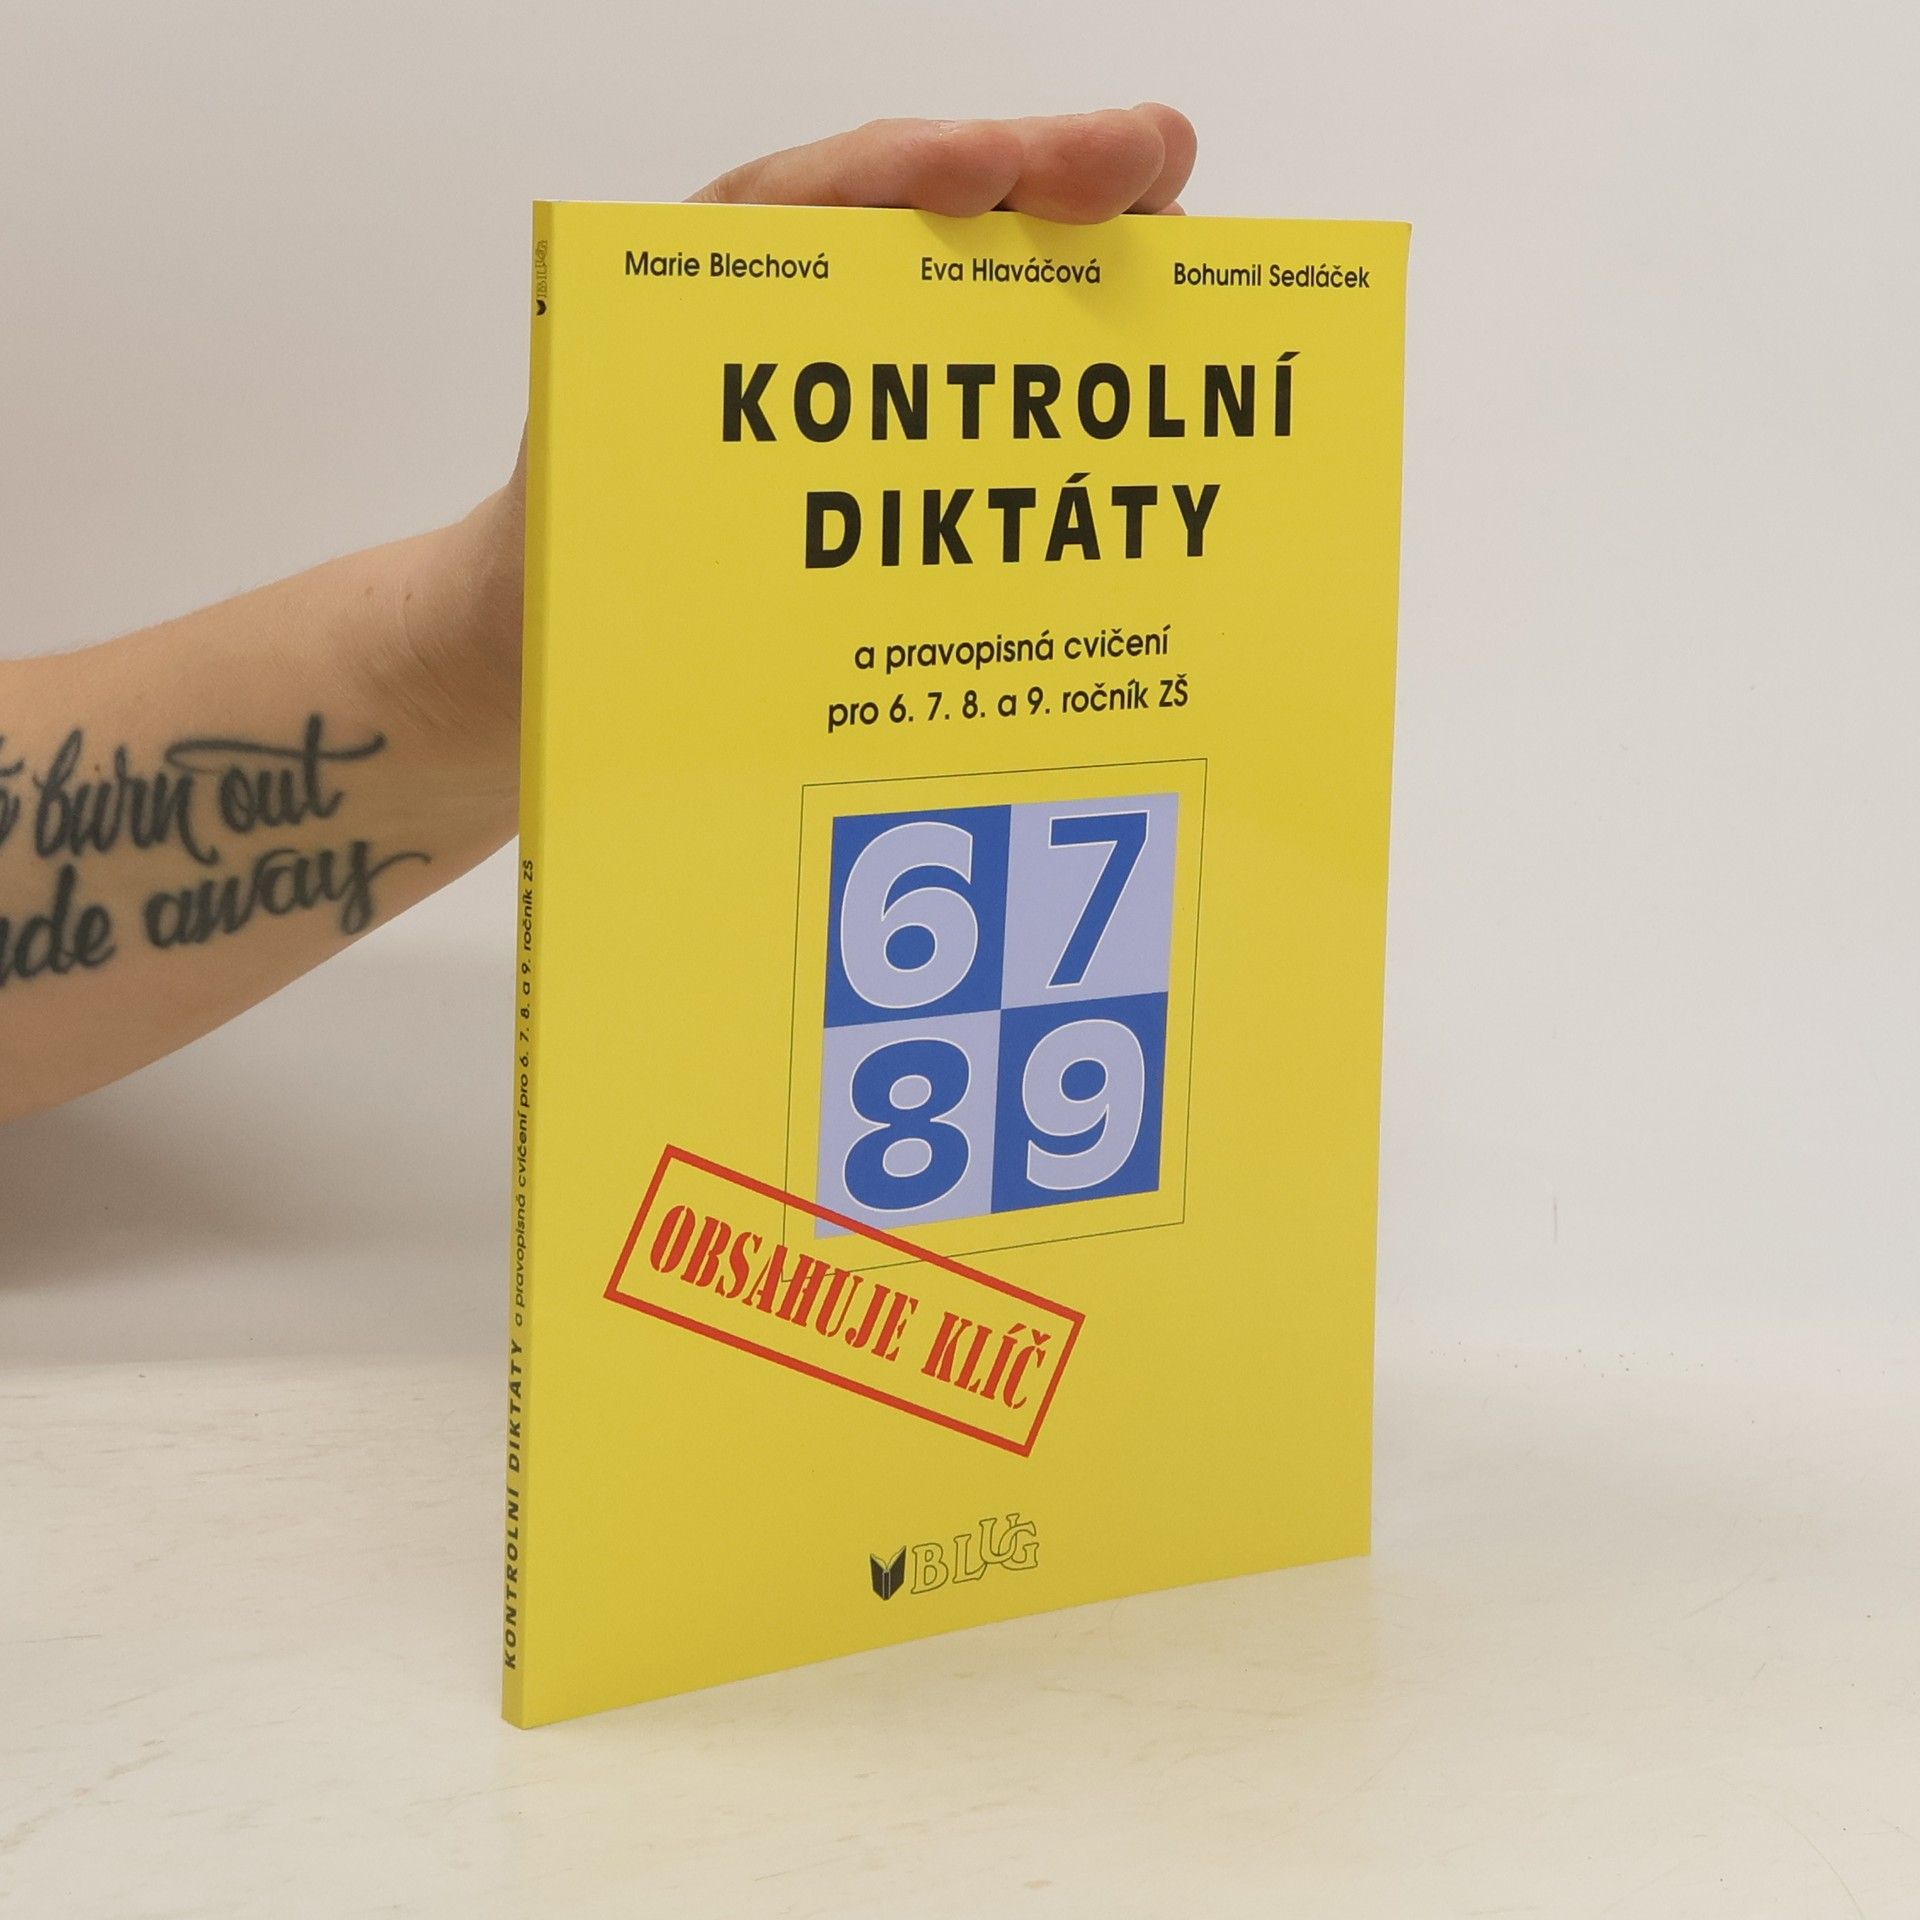 Marie Blechová Eva Hlaváčová Bohumil Sedláček
KONTROLNÍ
DIKTÁTY
a pravopisná cvičení
pro 6. 7. 8. a 9. ročník ZŠ
6 7
8 9
OBSAHUJE KLÍČ
BLUG
KONTROLNÍ DIKTÁTY a pravopisná cvičení pro 6. 7. 8. a 9. ročník ZŠ
BLUG
burn out
away